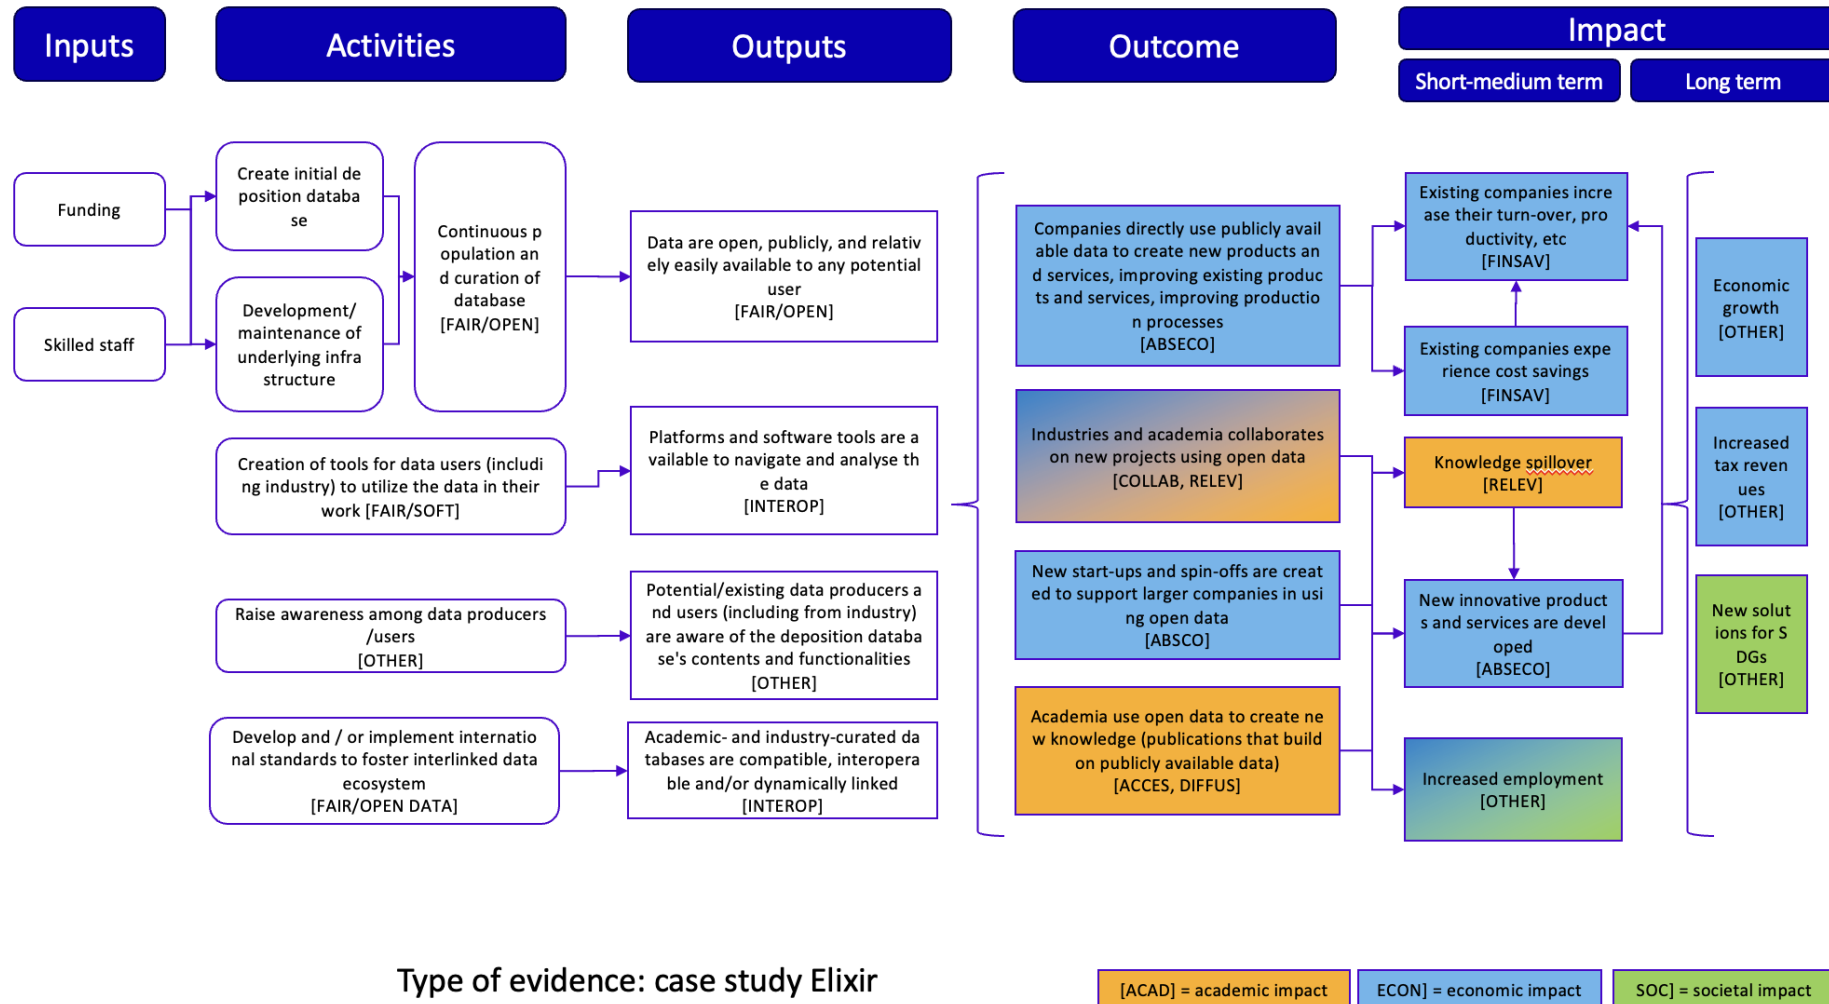 Inputs
Activities
Outputs
Outcome
Impact
Short-medium term
Long term
Funding
Skilled staff
Create initial de
position databa
se
Development/
maintenance of
underlying infra
structure
Continuous p
opulation an
d curation of
database
[FAIR/OPEN]
Creation of tools for data users (includi
ng industry) to utilize the data in their
work [FAIR/SOFT]
Raise awareness among data producers
/users
[OTHER]
Develop and / or implement internatio
nal standards to foster interlinked data
ecosystem
[FAIR/OPEN DATA]
Data are open, publicly, and relativ
ely easily available to any potential
user
[FAIR/OPEN]
Platforms and software tools are a
vailable to navigate and analyse th
e data
[INTEROP]
Potential/existing data producers a
nd users (including from industry)
are aware of the deposition databa
se's contents and functionalities
[OTHER]
Academic- and industry-curated da
tabases are compatible, interopera
ble and/or dynamically linked
[INTEROP]
Companies directly use publicly avail
able data to create new products an
d services, improving existing produc
ts and services, improving productio
n processes
[ABSECO]
Industries and academia collaborates
on new projects using open data
[COLLAB, RELEV]
New start-ups and spin-offs are creat
ed to support larger companies in usi
ng open data
[ABSCO]
Academia use open data to create ne
w knowledge (publications that build
on publicly available data)
[ACCES, DIFFUS]
Existing companies incre
ase their turn-over, pro
ductivity, etc
[FINSAV]
Existing companies expe
rience cost savings
[FINSAV]
Knowledge spillover
[RELEV]
New innovative product
s and services are devel
oped
[ABSECO]
Increased employment
[OTHER]
Economic
growth
[OTHER]
Increased
tax reven
ues
[OTHER]
New solut
ions for S
DGs
[OTHER]
Type of evidence: case study Elixir
[ACAD] = academic impact
ECON] = economic impact
SOC] = societal impact